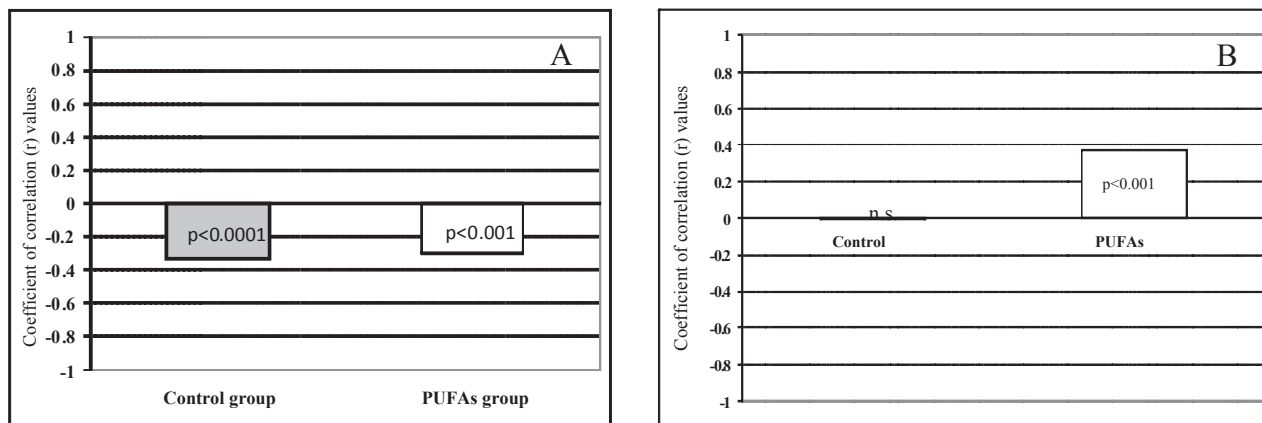 A
Coefficient of correlation (r) values
1
0.8
0.6
0.4
0.2
0
-0.2
-0.4
-0.6
-0.8
-1
p<0.0001
p<0.001
Control group
PUFAs group
B
Coefficient of correlation (r) values
1
0.8
0.6
0.4
0.2
0
-0.2
-0.4
-0.6
-0.8
-1
n.s.
p<0.001
Control
PUFAs